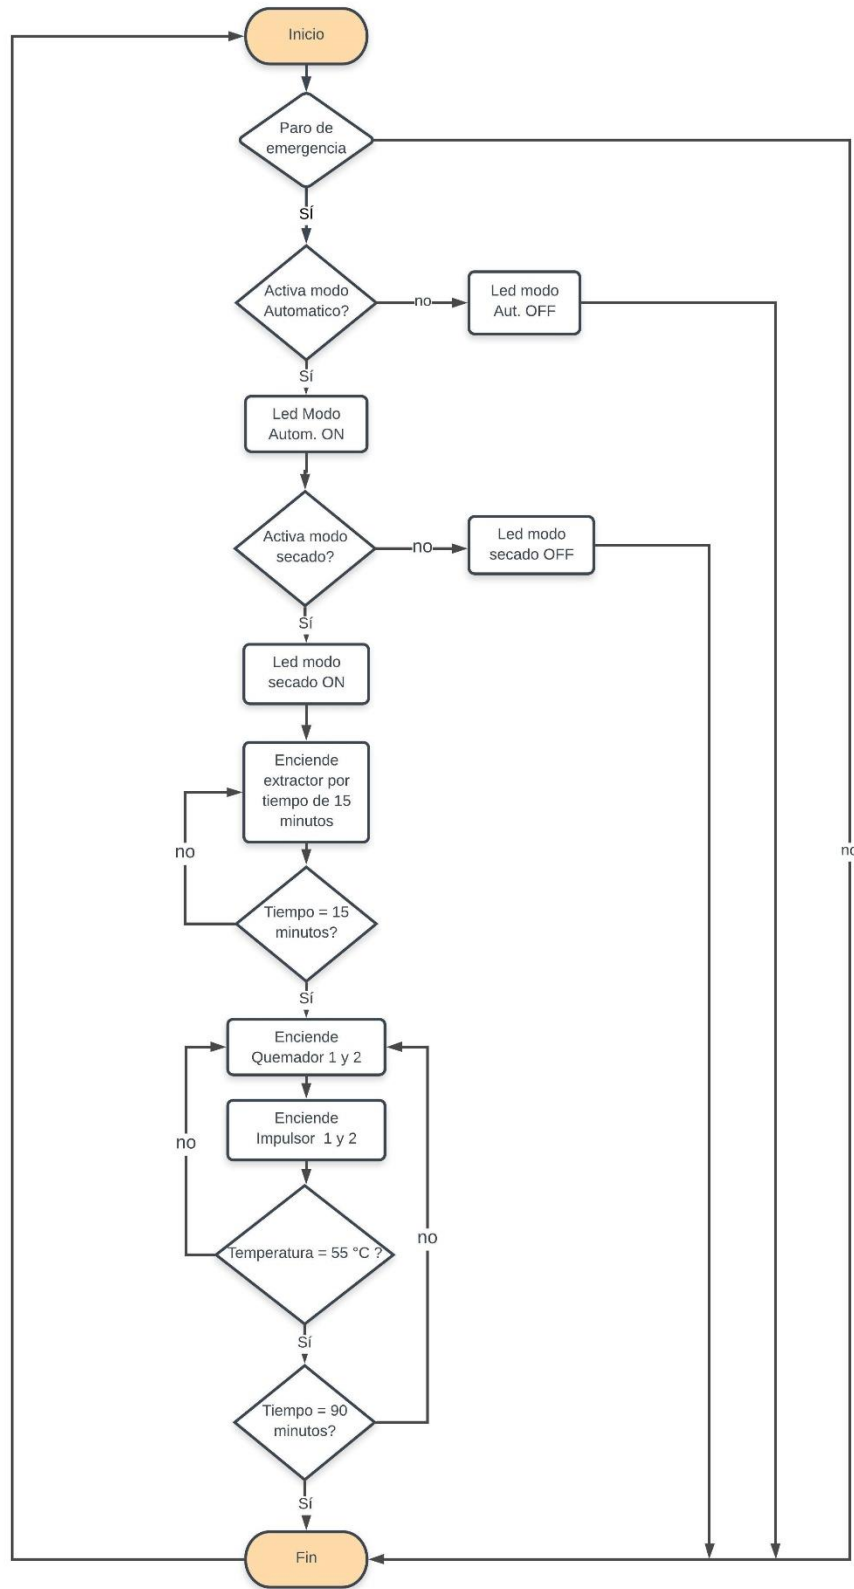 Inicio
Paro de
emergencia
SÍ
Activa modo
Automatico?
no
Led modo
Aut. OFF
Sí
Led Modo
Autom. ON
Activa modo
secado?
no
Led modo
secado OFF
Sí
Led modo
secado ON
Enciende
extractor por
tiempo de 15
minutos
no
no
Tiempo = 15
minutos?
Sí
Enciende
Quemador 1 y 2
Enciende
Impulsor 1 y 2
no
no
Temperatura = 55 °C ?
Sí
Tiempo = 90
minutos?
Sí
Fin